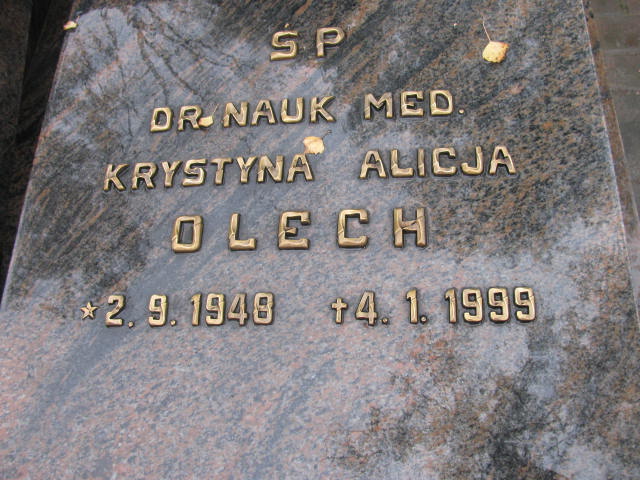 ŚP
DR NAUK MED.
KRYSTYNA ALICJA
OLECH
* 2.9.1948 † 4.1.1999